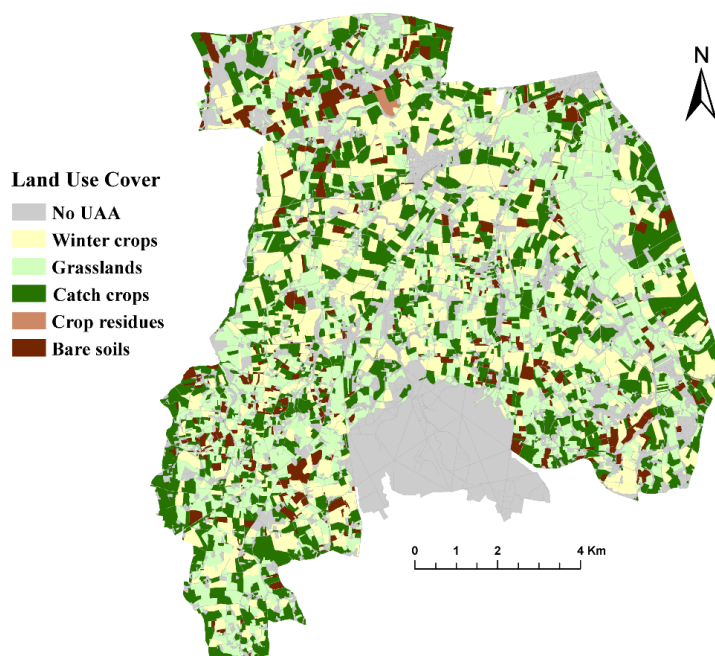 N
Land Use Cover
No UAA
Winter crops
Grasslands
Catch crops
Crop residues
Bare soils
0 1 2 4 Km